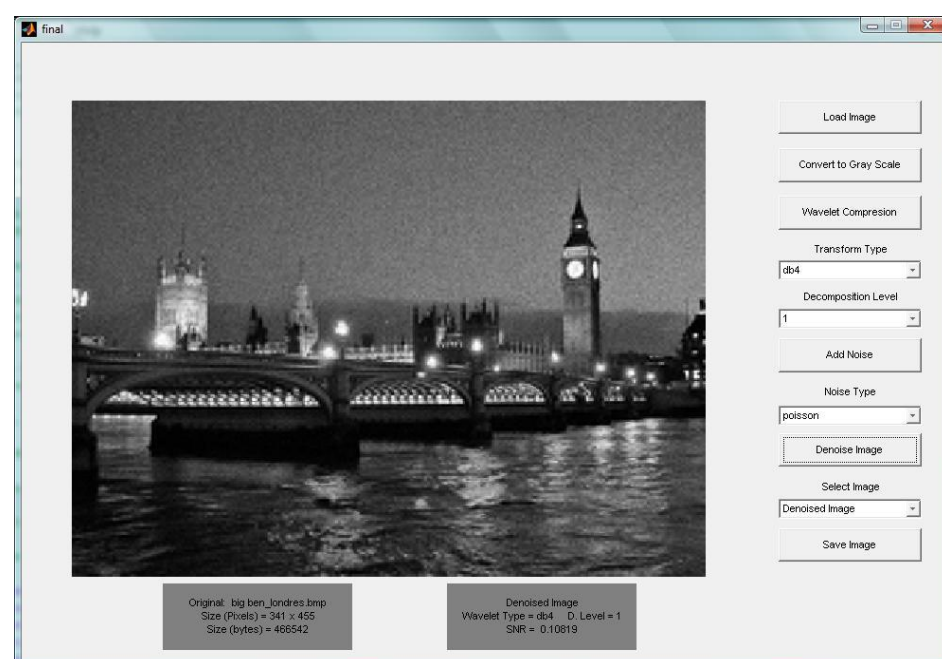 final
Load Image
Convert to Gray Scale
Wavelet Compresion
Transform Type
db4
Decomposition Level
1
Add Noise
Noise Type
poisson
Denoise Image
Select Image
Denoised Image
Save Image
Original: big ben_londres.bmp
Size (Pixels) = 341 x 455
Size (bytes) = 466542
Denoised Image
Wavelet Type = db4 D. Level = 1
SNR = 0.10819